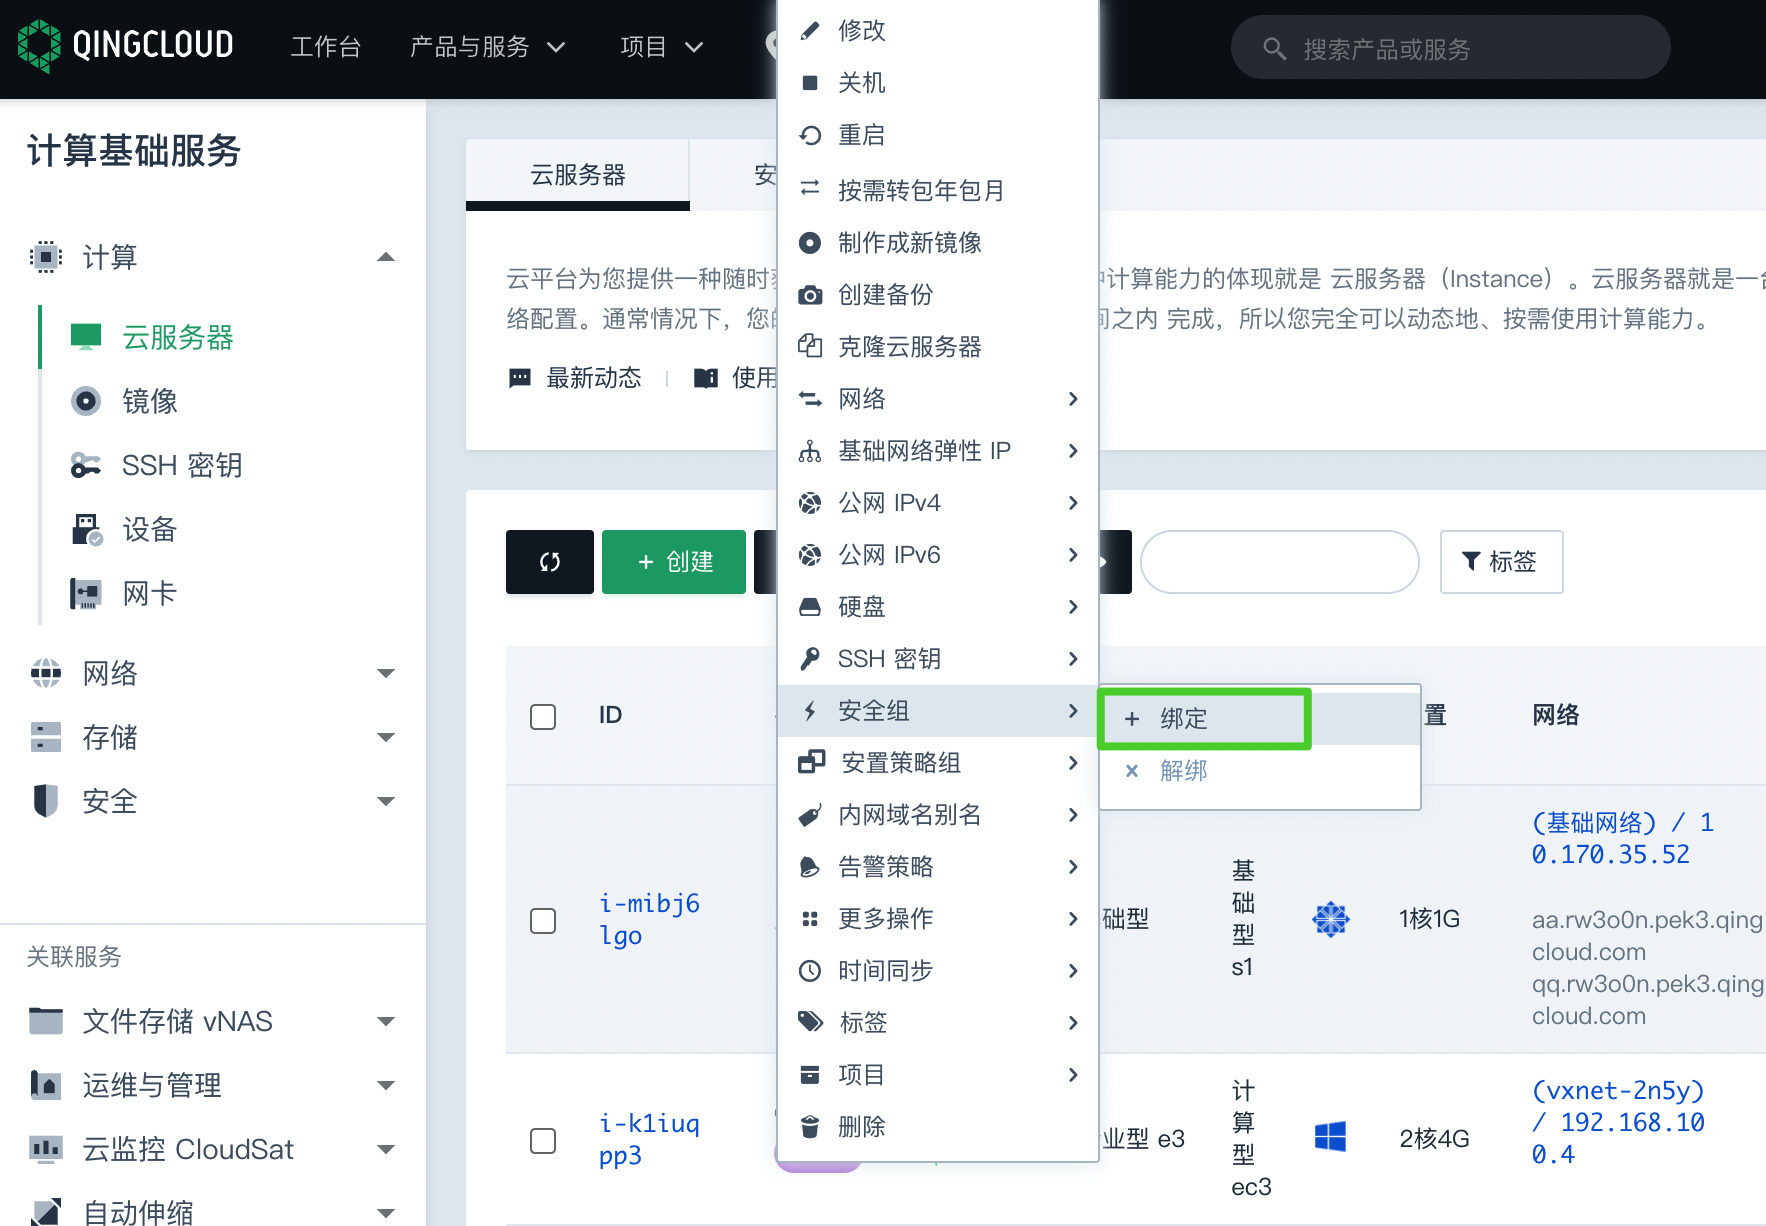 QINGCLOUD
工作台
产品与服务
项目
搜索产品或服务
计算基础服务
计算
云服务器
镜像
SSH 密钥
设备
网卡
网络
存储
安全
关联服务
文件存储 vNAS
运维与管理
云监控 CloudSat
自动伸缩
云服务器
安
云平台为您提供一种随时
计算能力的体现就是 云服务器（Instance）。云服务器就是一台
络配置。通常情况下，您的
间之内 完成，所以您完全可以动态地、按需使用计算能力。
最新动态
使用
创建
标签
修改
关机
重启
按需转包年包月
制作成新镜像
创建备份
克隆云服务器
网络
基础网络弹性 IP
公网 IPv4
公网 IPv6
硬盘
SSH 密钥
安全组
安置策略组
内网域名别名
告警策略
更多操作
时间同步
标签
项目
删除
绑定
解绑
ID
置
网络
i-mibj6
lgo
础型
基
础
型
s1
1核1G
(基础网络) / 1
0.170.35.52
aa.rw3o0n.pek3.qing
cloud.com
qq.rw3o0n.pek3.qing
cloud.com
i-k1iuq
pp3
业型 e3
计
算
型
ec3
2核4G
(vxnet-2n5y)
/ 192.168.10
0.4